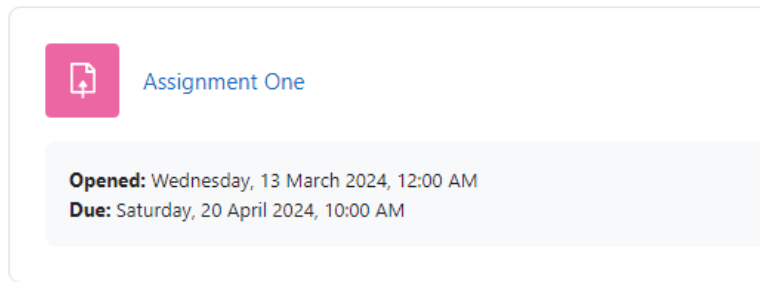 Assignment One
Opened: Wednesday, 13 March 2024, 12:00 AM
Due: Saturday, 20 April 2024, 10:00 AM